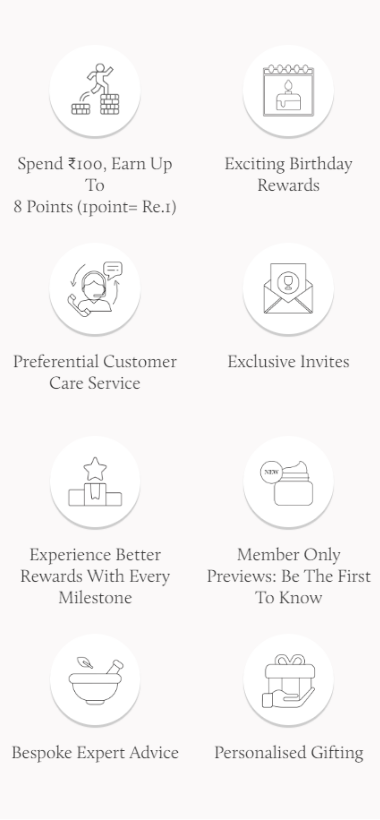 Spend ₹100, Earn Up
To
8 Points (1point= Re.1)
Exciting Birthday
Rewards
Preferential Customer
Care Service
Exclusive Invites
Experience Better
Rewards With Every
Milestone
NEW
Member Only
Previews: Be The First
To Know
Bespoke Expert Advice
Personalised Gifting